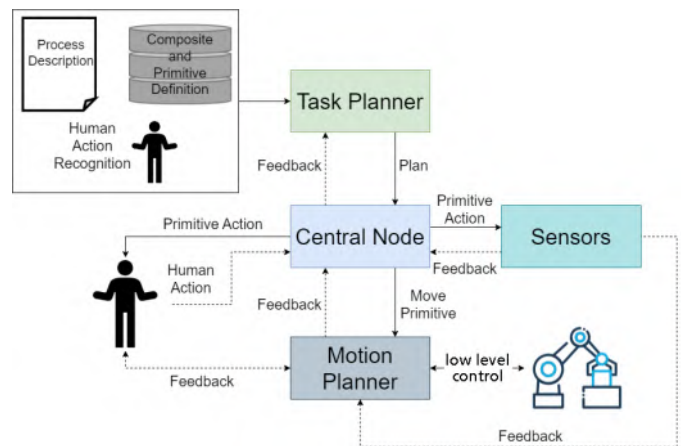 Process
Description
Composite
and
Primitive
Definition
Human
Action
Recognition
Task Planner
Feedback
Plan
Primitive Action
Central Node
Primitive
Action
Sensors
Feedback
Human
Action
Feedback
Move
Primitive
Motion
Planner
Feedback
low level
control
Feedback